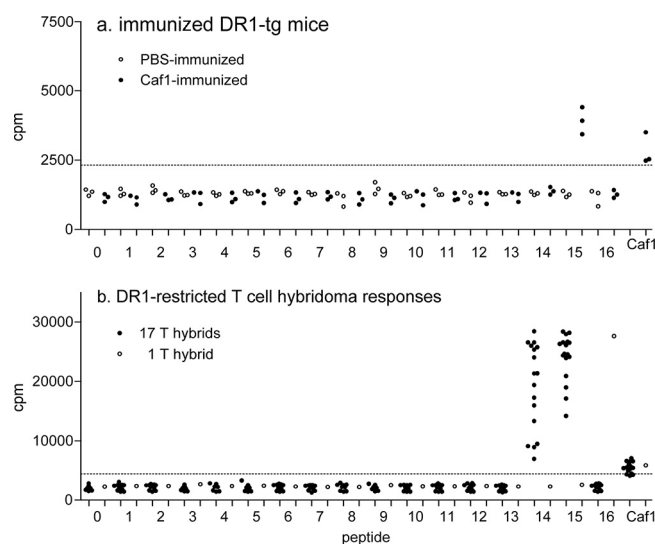 a. immunized DR1-tg mice
PBS-immunized
Caf1-immunized
cpm
7500
5000
2500
0
0 1 2 3 4 5 6 7 8 9 10 11 12 13 14 15 16 Caf1
b. DR1-restricted T cell hybridoma responses
17 T hybrids
1 T hybrid
cpm
30000
20000
10000
0
0 1 2 3 4 5 6 7 8 9 10 11 12 13 14 15 16 Caf1
peptide